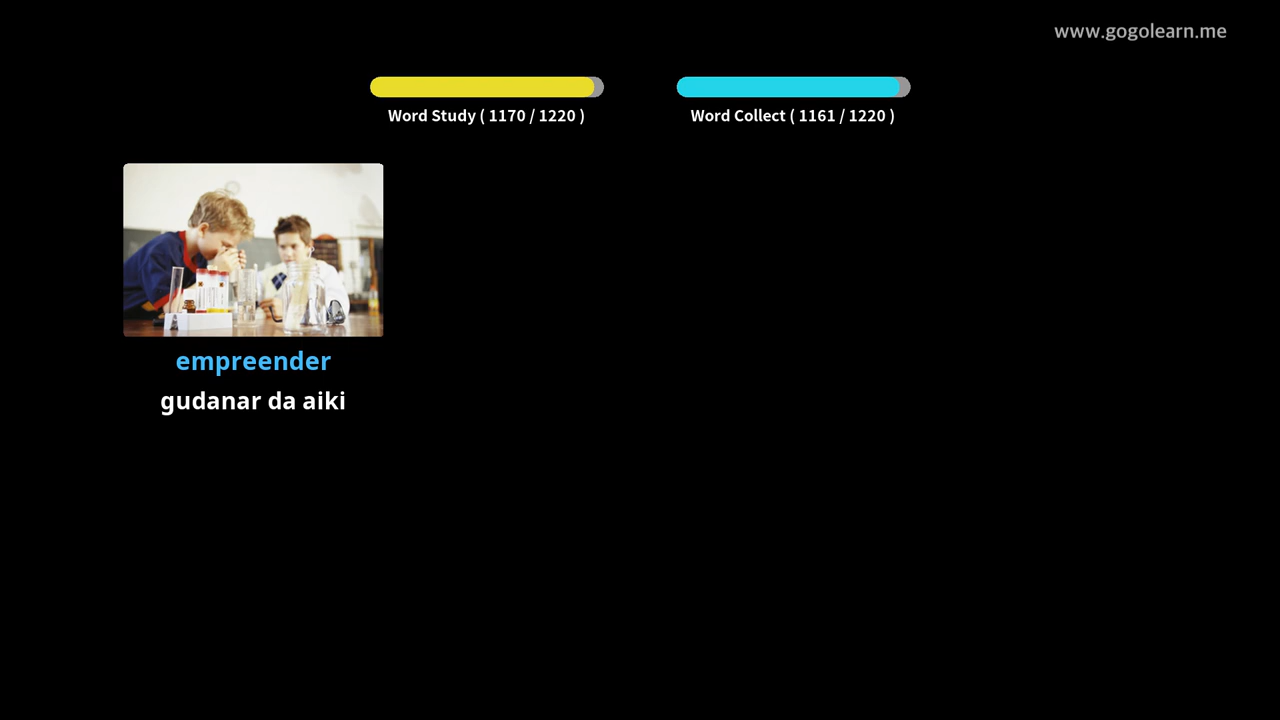 www.gogolearn.me
Word Study ( 1170 / 1220 )
Word Collect ( 1161 / 1220 )
empreender
gudanar da aiki